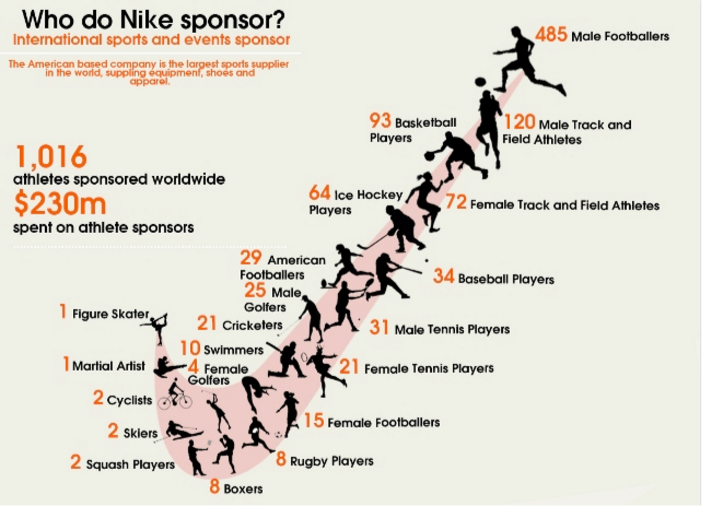 Who do Nike sponsor?
International sports and events sponsor
The American based company is the largest sports supplier
in the world, suppling equipment, shoes and
apparel.
1,016
athletes sponsored worldwide
$230m
spent on athlete sponsors
485 Male Footballers
120 Male Track and
Field Athletes
93 Basketball
Players
72 Female Track and Field Athletes
64 Ice Hockey
Players
34 Baseball Players
29 American
Footballers
31 Male Tennis Players
25 Male
Golfers
21 Cricketers
21 Female Tennis Players
10 Swimmers
4 Female
Golfers
15 Female Footballers
8 Rugby Players
8 Boxers
1 Figure Skater
1 Martial Artist
2 Cyclists
2 Skiers
2 Squash Players